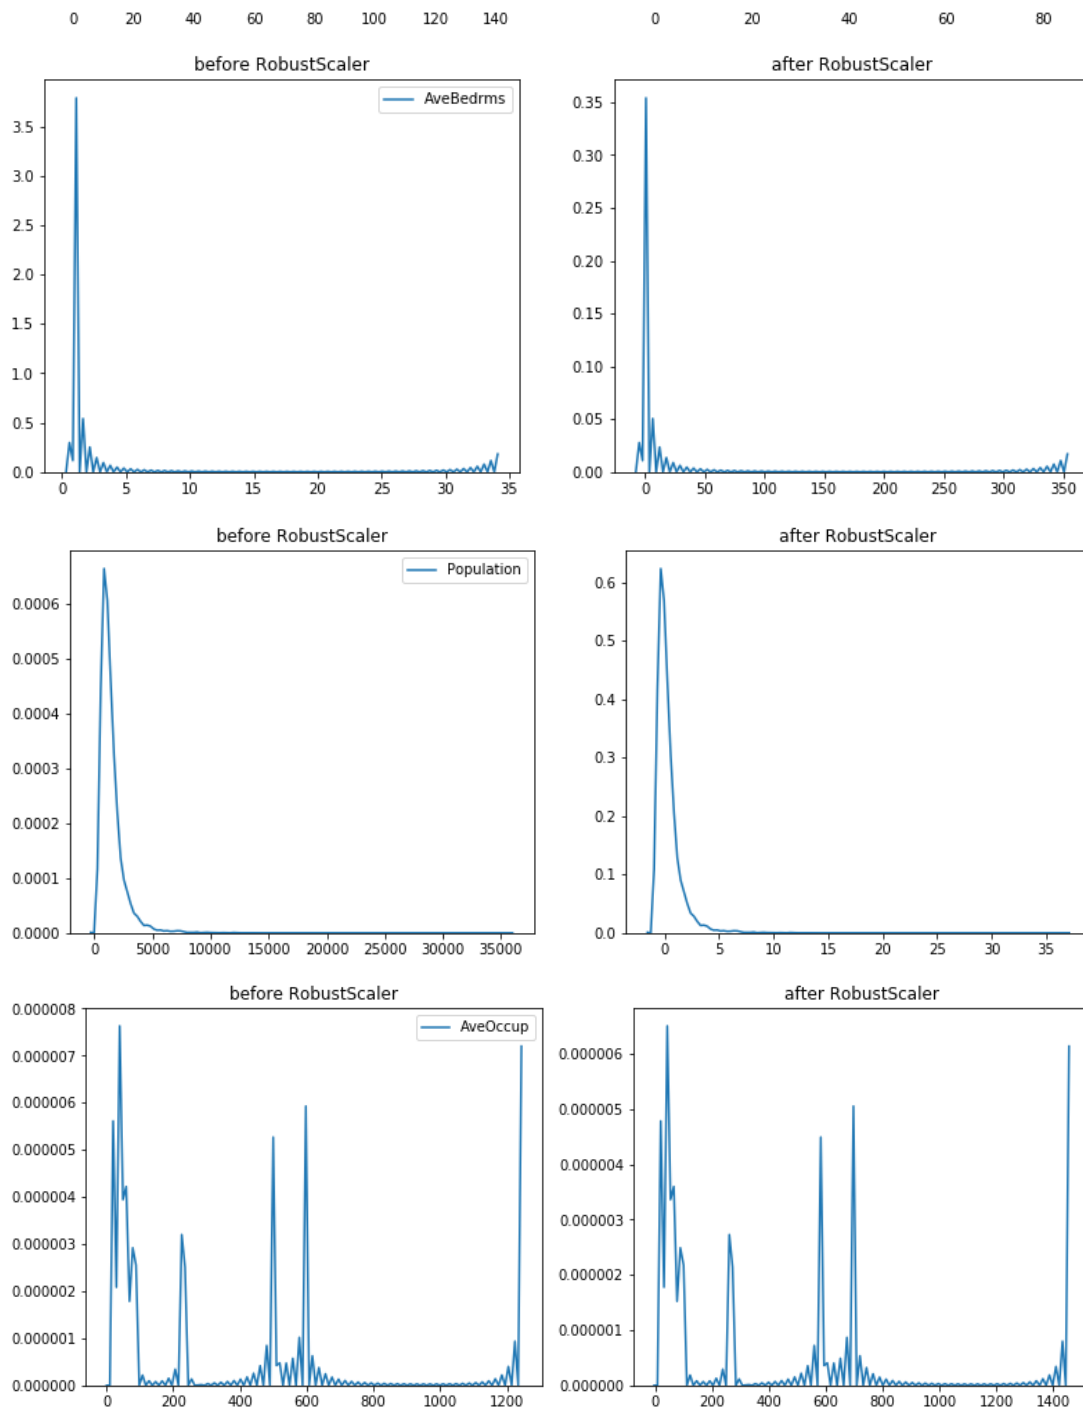 0 20 40 60 80 100 120 140
0 20 40 60 80
before RobustScaler
AveBedrms
3.5
3.0
2.5
2.0
1.5
1.0
0.5
0.0
0 5 10 15 20 25 30 35
after RobustScaler
0.35
0.30
0.25
0.20
0.15
0.10
0.05
0.00
0 50 100 150 200 250 300 350
before RobustScaler
Population
0.0006
0.0005
0.0004
0.0003
0.0002
0.0001
0.0000
0 5000 10000 15000 20000 25000 30000 35000
after RobustScaler
0.6
0.5
0.4
0.3
0.2
0.1
0.0
0 5 10 15 20 25 30 35
before RobustScaler
AveOccup
0.000008
0.000007
0.000006
0.000005
0.000004
0.000003
0.000002
0.000001
0.000000
0 200 400 600 800 1000 1200
after RobustScaler
0.000006
0.000005
0.000004
0.000003
0.000002
0.000001
0.000000
0 200 400 600 800 1000 1200 1400